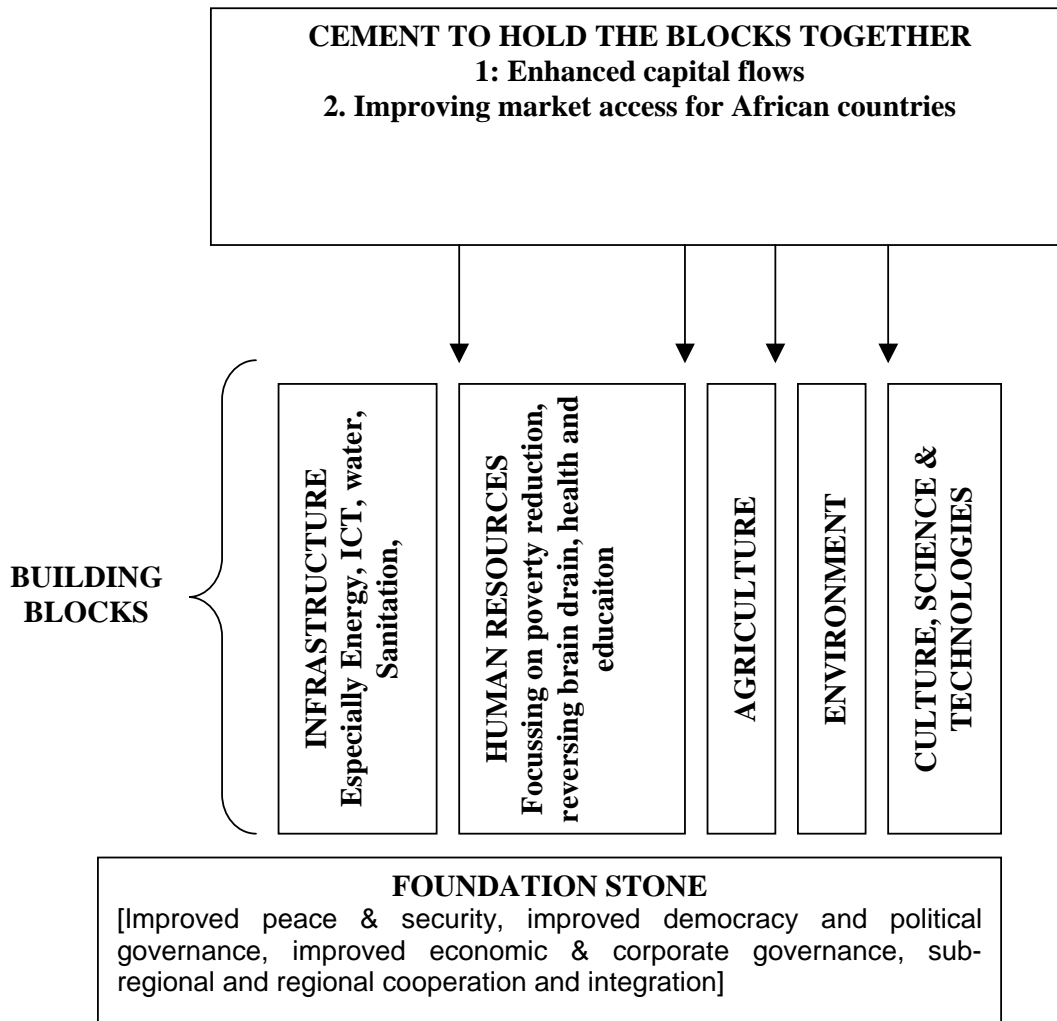 CEMENT TO HOLD THE BLOCKS TOGETHER
1: Enhanced capital flows
2. Improving market access for African countries
BUILDING
BLOCKS
INFRASTRUCTURE
Especially Energy, ICT, water,
Sanitation,
HUMAN RESOURCES
Focussing on poverty reduction,
reversing brain drain, health and
educaiton
AGRICULTURE
ENVIRONMENT
CULTURE, SCIENCE &
TECHNOLOGIES
FOUNDATION STONE
[Improved peace & security, improved democracy and political
governance, improved economic & corporate governance, sub-
regional and regional cooperation and integration]